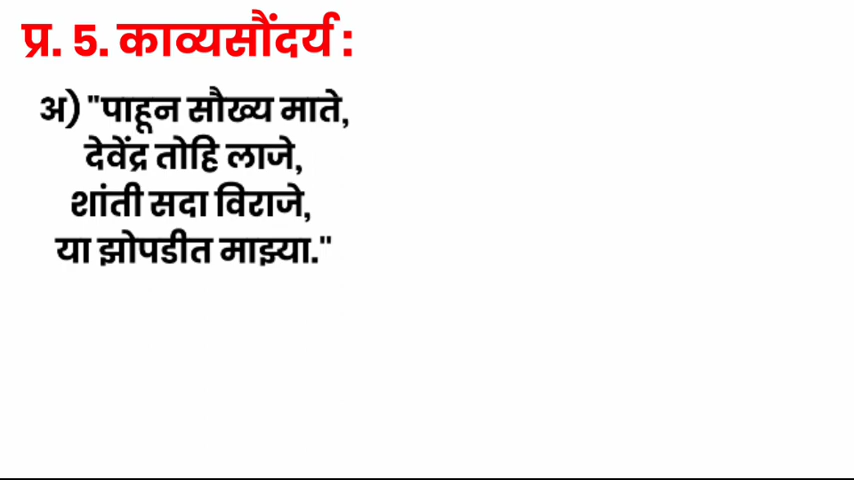 प्र. 5. काव्यसौंदर्य :
अ) "पाहून सौख्य माते,
देवेंद्र तोहि लाजे,
शांती सदा विराजे,
या झोपडीत माझ्या."